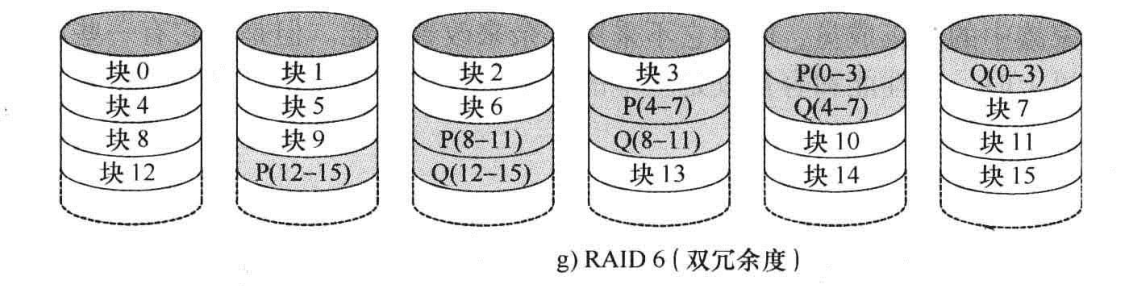 块 0 块 1 块 2 块 3 P(0–3) Q(0–3)
块 4 块 5 块 6 P(4–7) Q(4–7) 块 7
块 8 块 9 P(8–11) Q(8–11) 块 10 块 11
块 12 P(12–15) Q(12–15) 块 13 块 14 块 15
g) RAID 6 ( 双冗余度 )